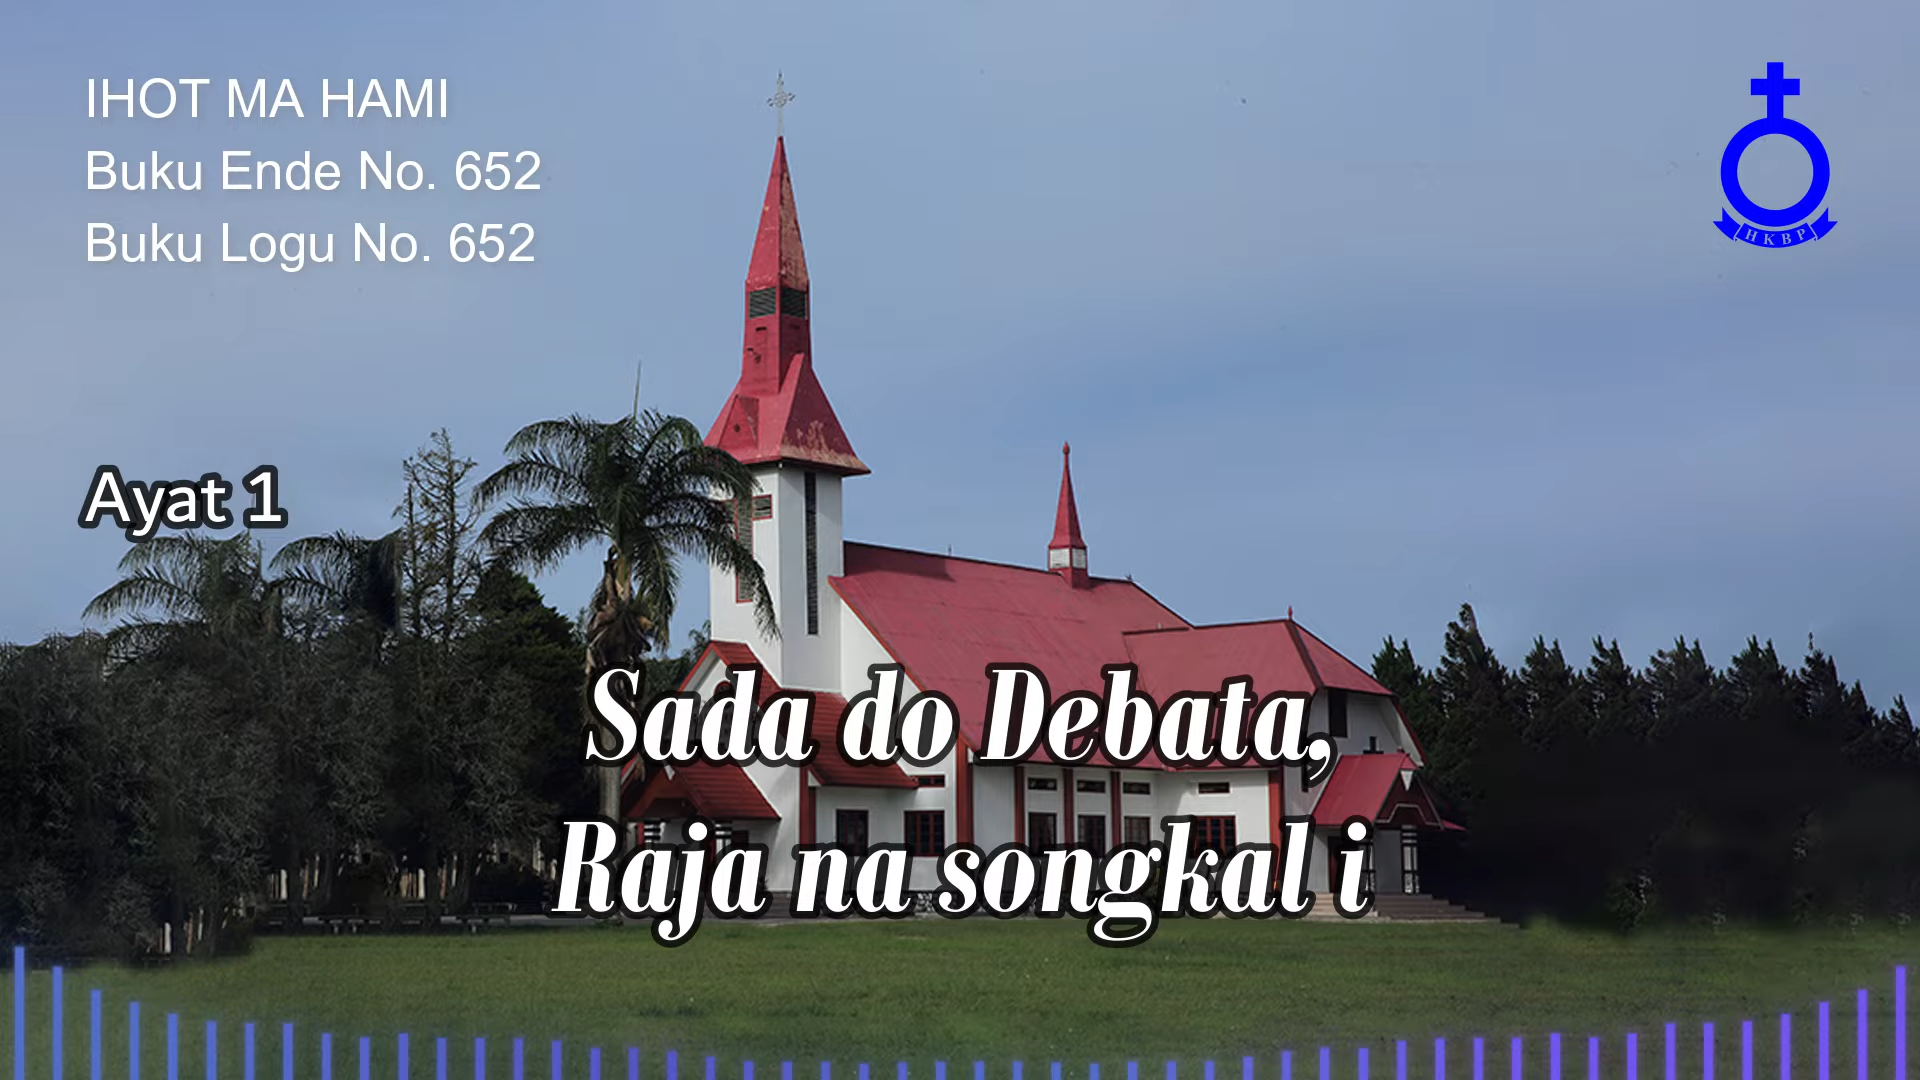 IHOT MA HAMI
Buku Ende No. 652
Buku Logu No. 652
HKBP
Ayat 1
Sada do Debata,
Raja na songkal i